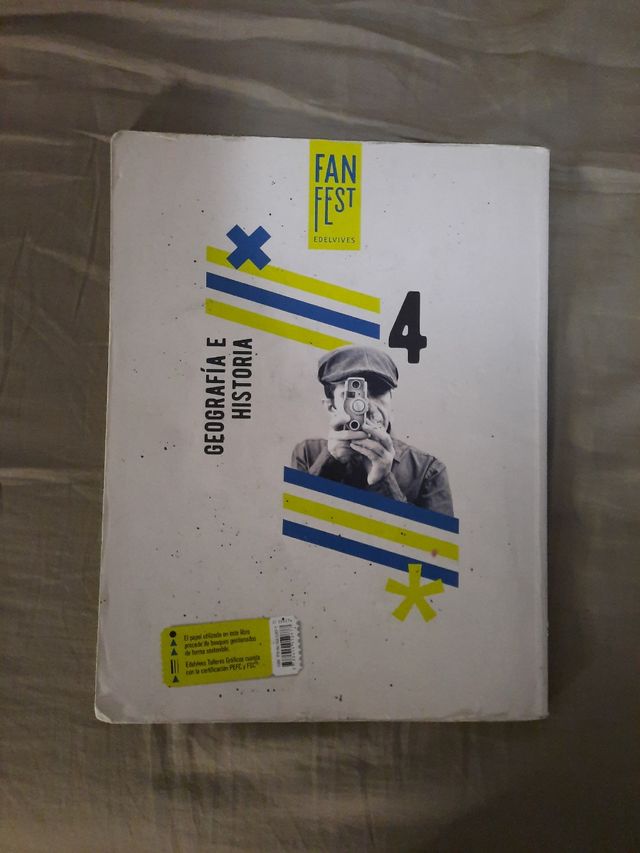 FAN
FEST
EDELVIVES
4
GEOGRAFÍA E
HISTORIA
El papel utilizado en este libro
procede de bosques gestionados
de forma sostenible.
Edelvives Talleres Gráficos cuenta
con la certificación PEFC y FSC